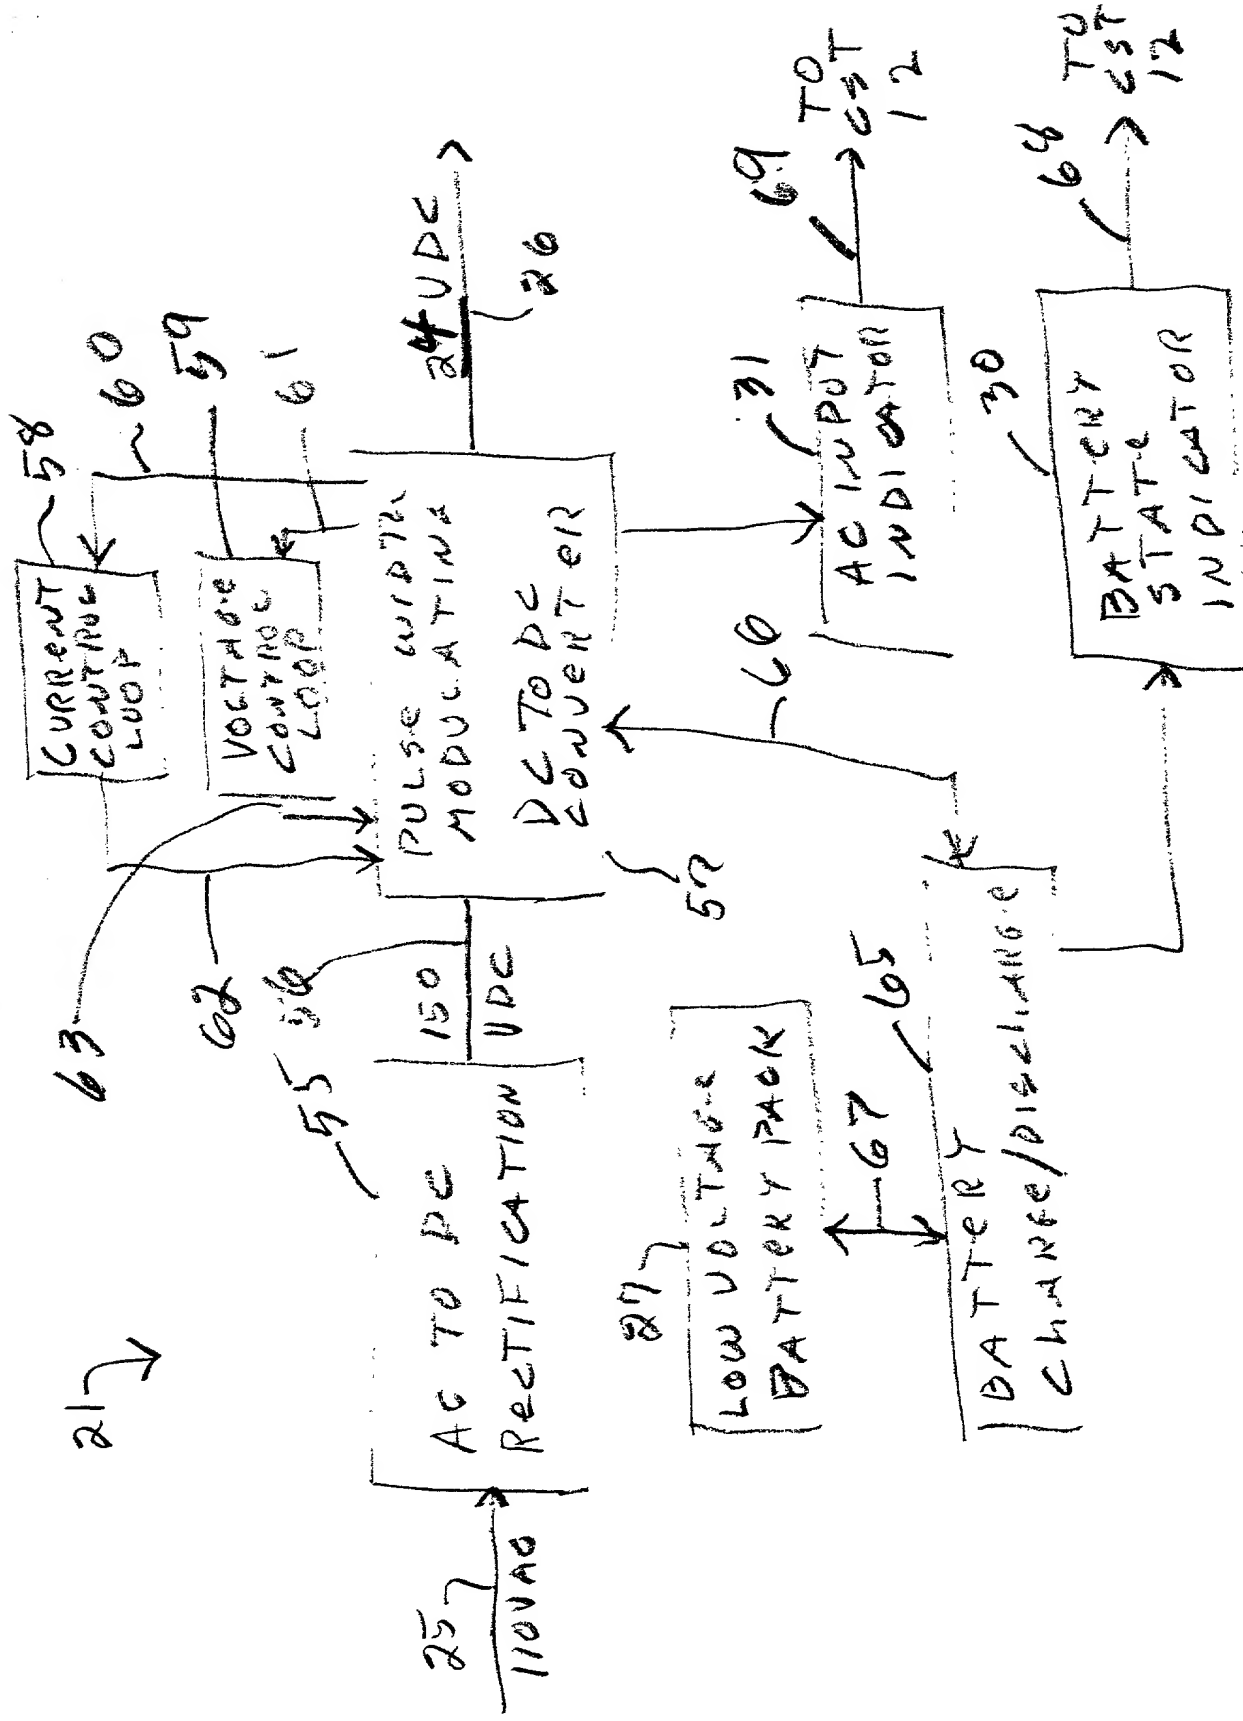 21
58
60
59
61
CURRENT
CONTROL
LOOP
VOLTAGE
CONTROL
LOOP
63
62
55
56
25
110VAC
AC TO DC
RECTIFICATION
150
VDC
PULSE WIDTH
MODULATING
DC TO DC
CONVERTER
57
24 VDC
26
27
LOW VOLTAGE
BATTERY PACK
67
65
66
BATTERY
CHARGE/DISCHARGE
31
AC INPUT
INDICATOR
69
TO
CST
12
30
BATTERY
STATE
INDICATOR
68
TO
CST
12